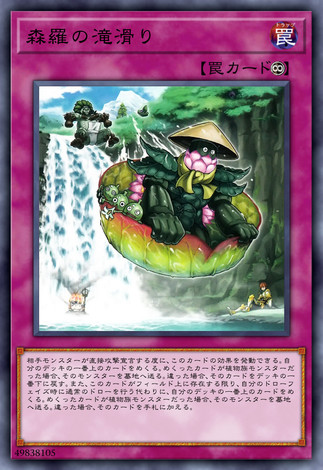 森羅の滝滑り
トラップ
罠
【罠カード】
相手モンスターが直接攻撃宣言する度に、このカードの効果を発動できる。自
分のデッキの一番上のカードをめくる。めくったカードが植物族モンスターだ
った場合、そのモンスターを墓地へ送る。違った場合、そのカードをデッキの一
番下に戻す。また、このカードがフィールド上に存在する限り、自分のドローフ
ェイズ時に通常のドローを行う代わりに、自分のデッキの一番上のカードをめ
くる。めくったカードが植物族モンスターだった場合、そのモンスターを墓地
へ送る。違った場合、そのカードを手札に加える。
49838105